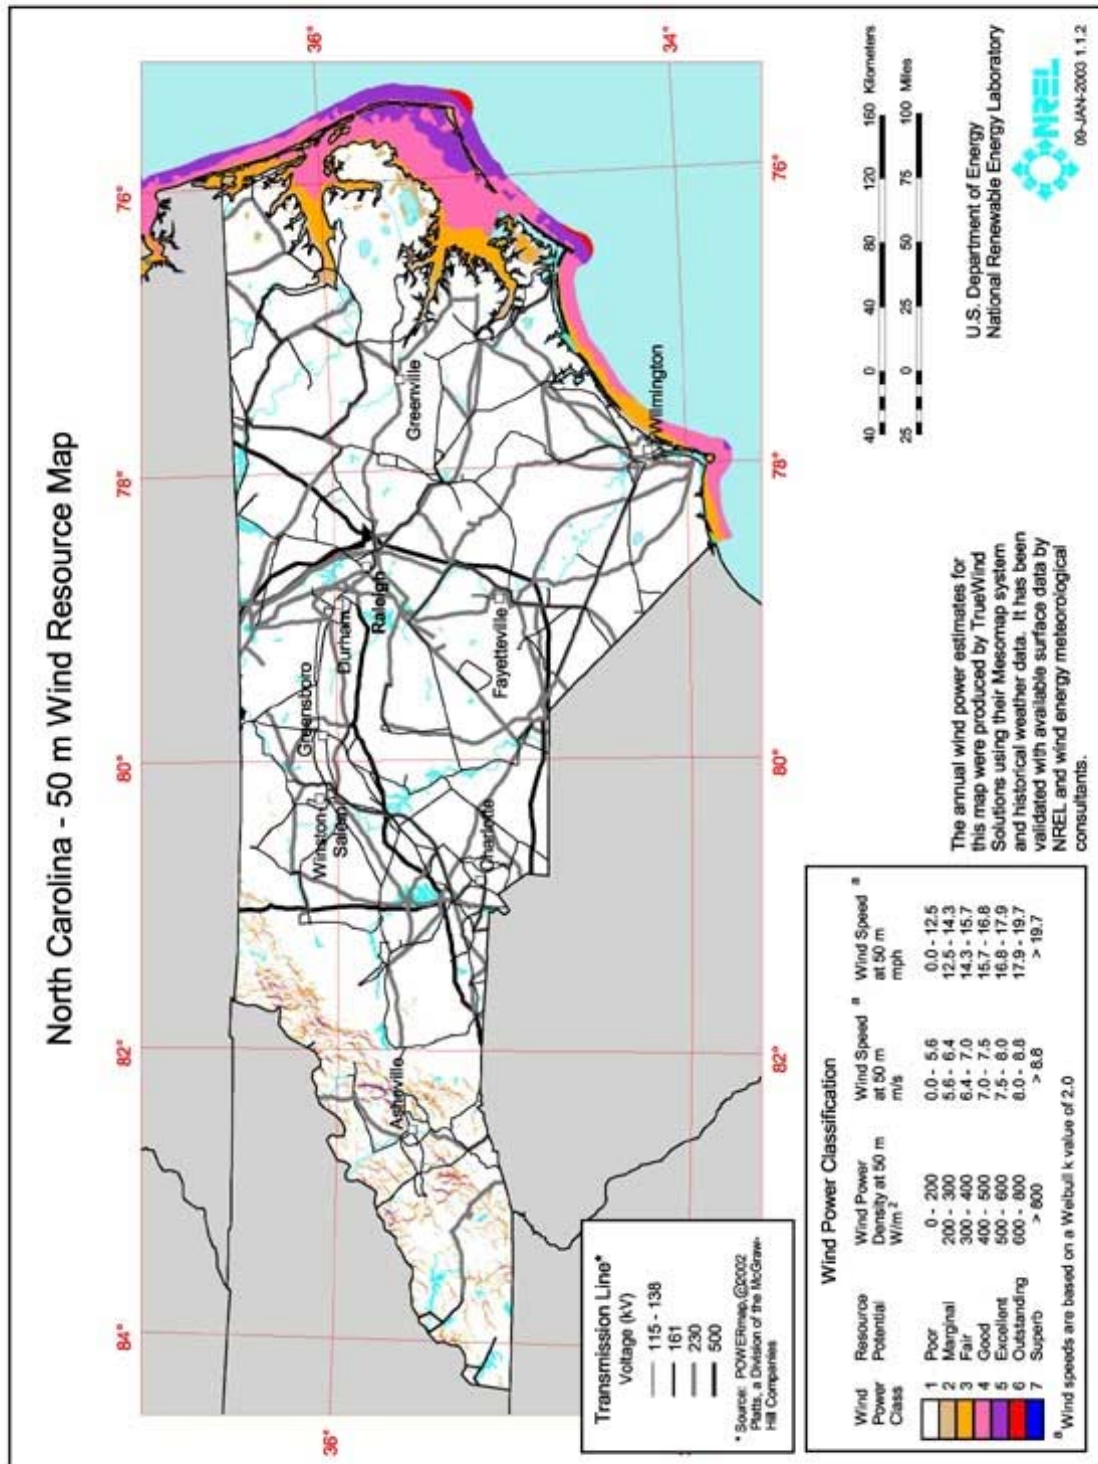 North Carolina - 50 m Wind Resource Map
84°
82°
80°
78°
76°
36°
36°
34°
82°
80°
78°
76°
Asheville
Winston
Salem
Greensboro
Durham
Raleigh
Charlotte
Fayetteville
Greenville
Wilmington
Transmission Line*
Voltage (kV)
115 - 138
161
230
500
* Source: POWERmap,©2002
Platts, a Division of the McGraw-
Hill Companies
Wind Power Classification
Wind Resource Wind Power Wind Speed a Wind Speed a
Power Potential Density at 50 m at 50 m at 50 m
Class W/m 2 m/s mph
1 Poor 0 - 200 0.0 - 5.6 0.0 - 12.5
2 Marginal 200 - 300 5.6 - 6.4 12.5 - 14.3
3 Fair 300 - 400 6.4 - 7.0 14.3 - 15.7
4 Good 400 - 500 7.0 - 7.5 15.7 - 16.8
5 Excellent 500 - 600 7.5 - 8.0 16.8 - 17.9
6 Outstanding 600 - 800 8.0 - 8.8 17.9 - 19.7
7 Superb > 800 > 8.8 > 19.7
a Wind speeds are based on a Weibull k value of 2.0
The annual wind power estimates for
this map were produced by TrueWind
Solutions using their Mesomap system
and historical weather data. It has been
validated with available surface data by
NREL and wind energy meteorological
consultants.
40 0 40 80 120 160 Kilometers
25 0 25 50 75 100 Miles
U.S. Department of Energy
National Renewable Energy Laboratory
NREL
09-JAN-2003 1.1.2